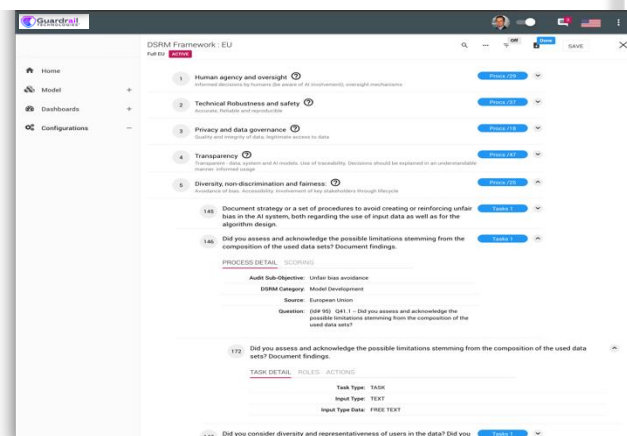 Guardrail
TECHNOLOGIES
DSRM Framework : EU
Full EU ACTIVE
Off
Done
SAVE
Home
Model
Dashboards
Configurations
1 Human agency and oversight Procs /29
Informed decisions by humans (be aware of AI involvement); oversight mechanisms
2 Technical Robustness and safety Procs /37
Accurate, Reliable and reproducible
3 Privacy and data governance Procs /18
Quality and integrity of data, legitimate access to data
4 Transparency Procs /47
Transparent - data, system and AI models. Use of traceability. Decisions should be explained in an understandable
manner. informed usage
5 Diversity, non-discrimination and fairness: Procs /25
Avoidance of bias. Accessibility. Involvement of key stakeholders through lifecycle
145 Document strategy or a set of procedures to avoid creating or reinforcing unfair Tasks 1
bias in the AI system, both regarding the use of input data as well as for the
algorithm design.
146 Did you assess and acknowledge the possible limitations stemming from the Tasks 1
composition of the used data sets? Document findings.
PROCESS DETAIL SCORING
Audit Sub-Objective: Unfair bias avoidance
DSRM Category: Model Development
Source: European Union
Question: (Id# 95) Q41.1 - Did you assess and acknowledge the
possible limitations stemming from the composition of the
used data sets?
172 Did you assess and acknowledge the possible limitations stemming from the composition of the used data
sets? Document findings.
TASK DETAIL ROLES ACTIONS
Task Type: TASK
Input Type: TEXT
Input Type Data: FREE TEXT
Did you consider diversity and representativeness of users in the data? Did you Tasks 1